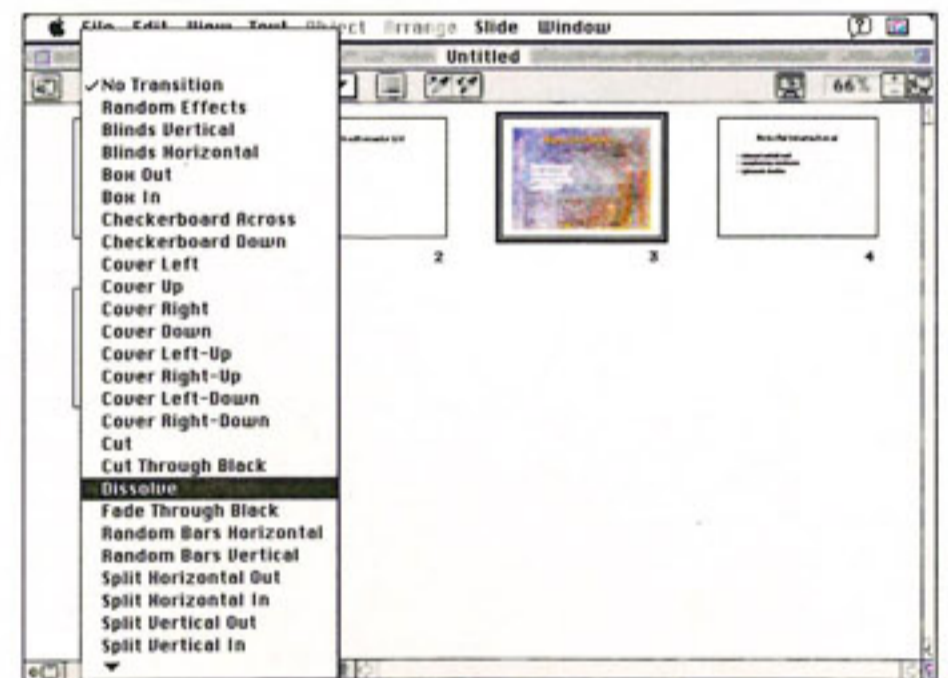 File Edit View Text Object Arrange Slide Window
Untitled
66%
✓No Transition
Random Effects
Blinds Vertical
Blinds Horizontal
Box Out
Box In
Checkerboard Across
Checkerboard Down
Cover Left
Cover Up
Cover Right
Cover Down
Cover Left-Up
Cover Right-Up
Cover Left-Down
Cover Right-Down
Cut
Cut Through Black
Dissolve
Fade Through Black
Random Bars Horizontal
Random Bars Vertical
Split Horizontal Out
Split Horizontal In
Split Vertical Out
Split Vertical In
2
3
4